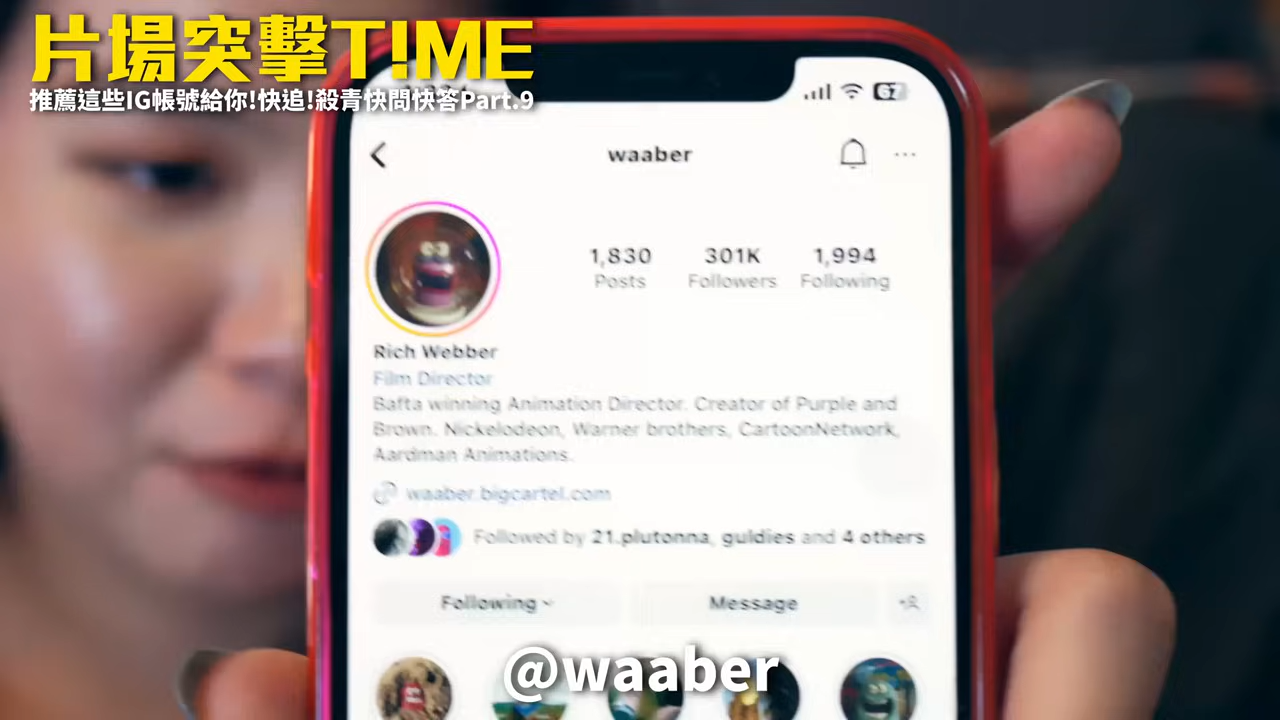 片場突擊T!ME
推薦這些IG帳號給你!快追!殺青快問快答Part.9
67
waaber
1,830 301K 1,994
Posts Followers Following
Rich Webber
Film Director
Bafta winning Animation Director. Creator of Purple and
Brown. Nickelodeon, Warner brothers, CartoonNetwork,
Aardman Animations.
waaber.bigcartel.com
Followed by 21.plutonna, guldies and 4 others
Following Message
@waaber